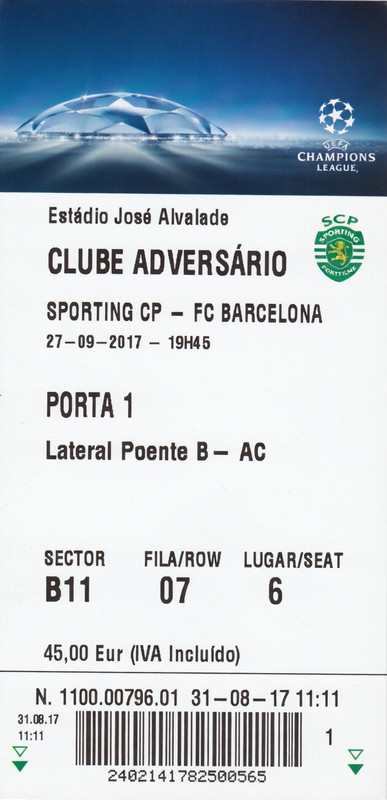 UEFA
CHAMPIONS
LEAGUE®
Estádio José Alvalade
SCP
SPORTING
PORTUGAL
CLUBE ADVERSÁRIO
SPORTING CP – FC BARCELONA
27-09-2017 – 19H45
PORTA 1
Lateral Poente B – AC
SECTOR FILA/ROW LUGAR/SEAT
B11 07 6
45,00 Eur (IVA Incluído)
N. 1100.00796.01 31-08-17 11:11
31.08.17
11:11
1
2402141782500565